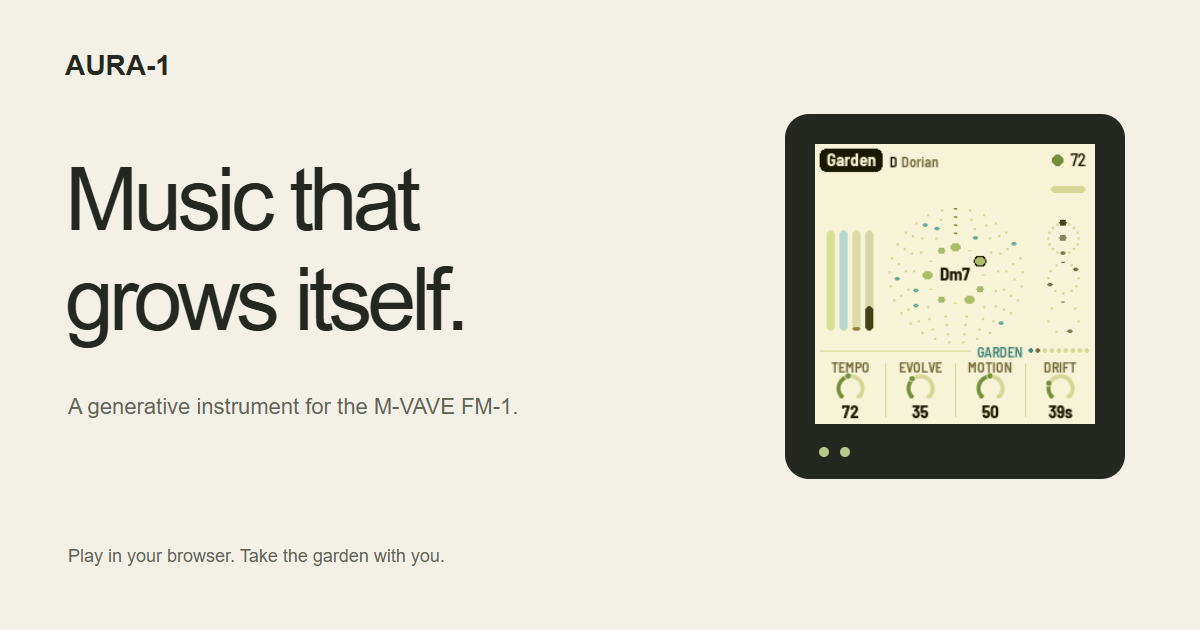 AURA-1
Music that
grows itself.
A generative instrument for the M-VAVE FM-1.
Play in your browser. Take the garden with you.
Garden D Dorian 72
Dm7
GARDEN
TEMPO EVOLVE MOTION DRIFT
72 35 50 39s